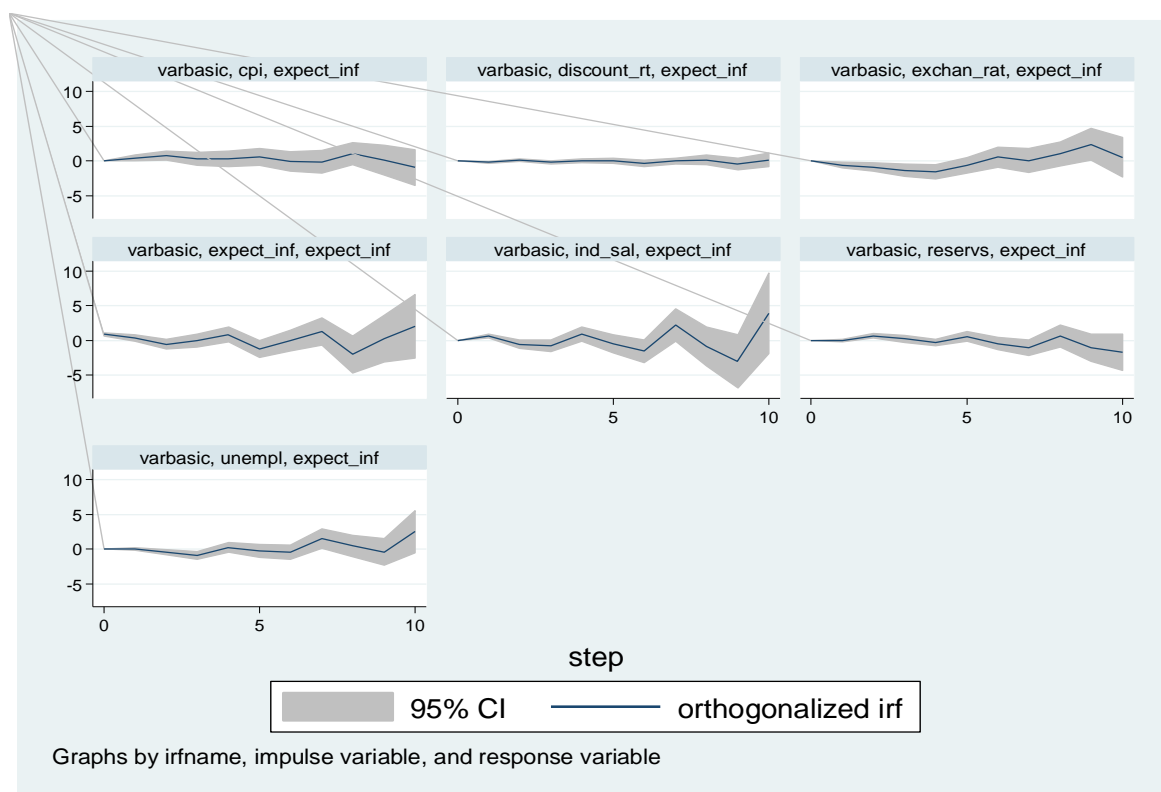 varbasic, cpi, expect_inf
varbasic, discount_rt, expect_inf
varbasic, exchan_rat, expect_inf
10
5
0
-5
varbasic, expect_inf, expect_inf
varbasic, ind_sal, expect_inf
varbasic, reservs, expect_inf
10
5
0
-5
0 5 10
0 5 10
varbasic, unempl, expect_inf
10
5
0
-5
0 5 10
step
95% CI orthogonalized irf
Graphs by irfname, impulse variable, and response variable